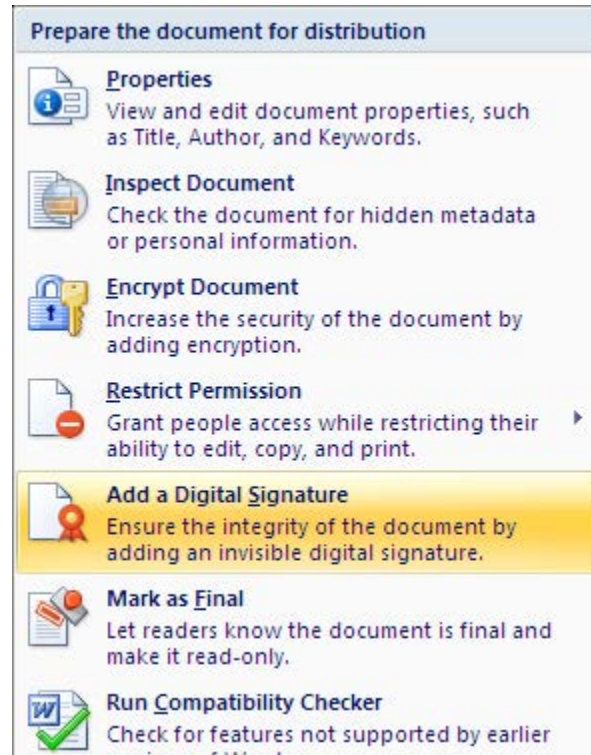 Prepare the document for distribution
Properties
View and edit document properties, such
as Title, Author, and Keywords.
Inspect Document
Check the document for hidden metadata
or personal information.
Encrypt Document
Increase the security of the document by
adding encryption.
Restrict Permission
Grant people access while restricting their
ability to edit, copy, and print.
Add a Digital Signature
Ensure the integrity of the document by
adding an invisible digital signature.
Mark as Final
Let readers know the document is final and
make it read-only.
Run Compatibility Checker
Check for features not supported by earlier